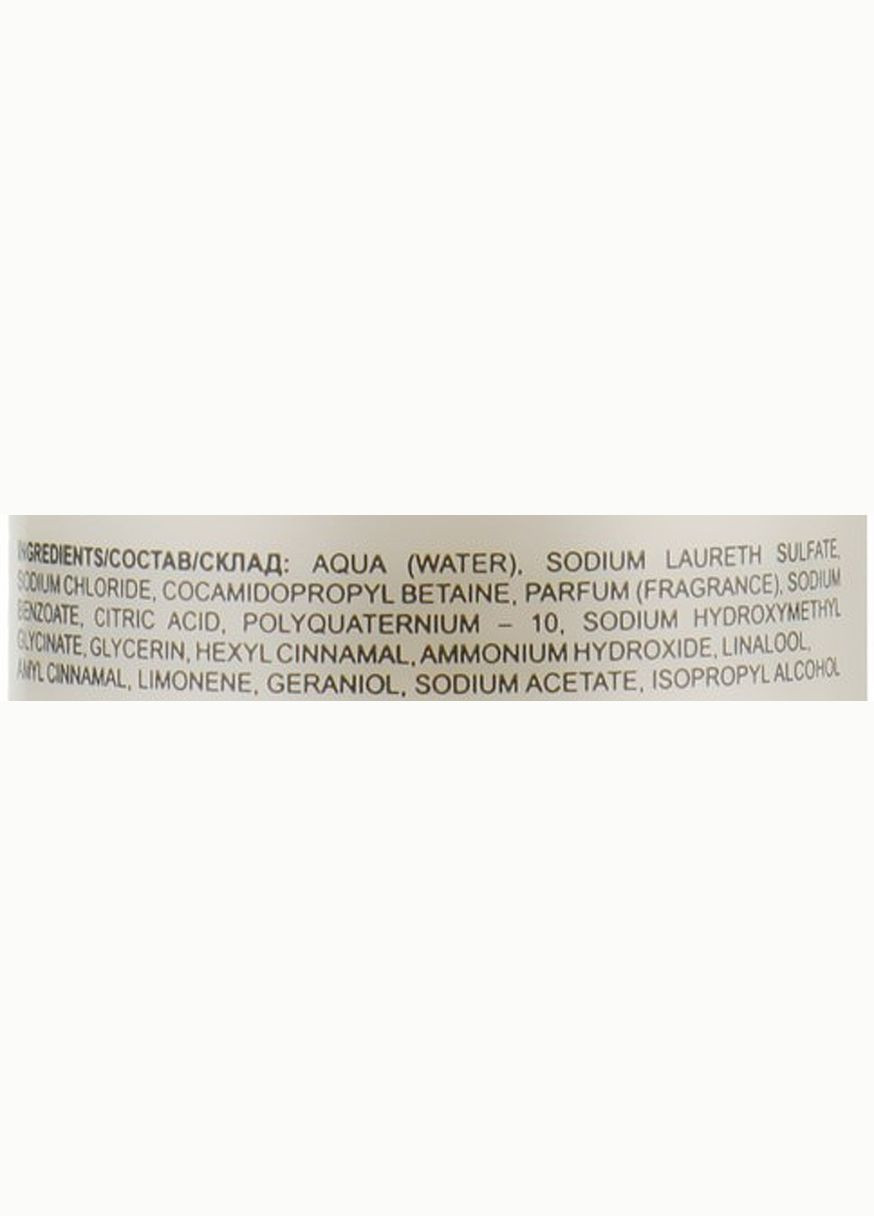 INGREDIENTS/СОСТАВ/СКЛАД: AQUA (WATER), SODIUM LAURETH SULFATE,
SODIUM CHLORIDE, COCAMIDOPROPYL BETAINE, PARFUM (FRAGRANCE), SODIUM
BENZOATE, CITRIC ACID, POLYQUATERNIUM – 10, SODIUM HYDROXYMETHYL
GLYCINATE, GLYCERIN, HEXYL CINNAMAL, AMMONIUM HYDROXIDE, LINALOOL,
AMYL CINNAMAL, LIMONENE, GERANIOL, SODIUM ACETATE, ISOPROPYL ALCOHOL